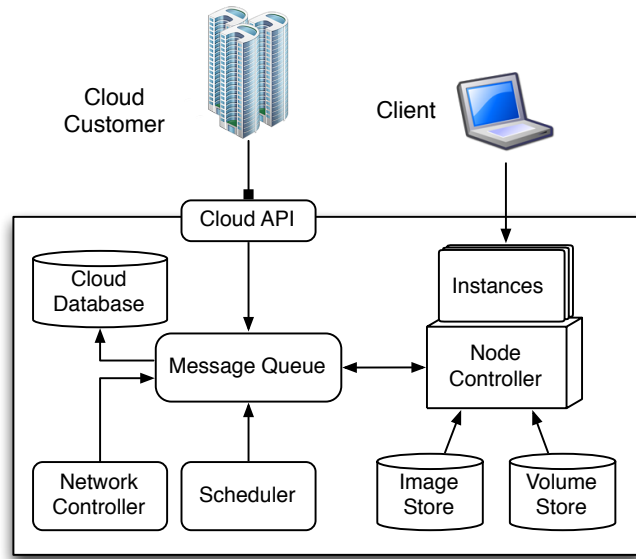 Cloud
Customer
Client
Cloud API
Cloud
Database
Instances
Message Queue
Node
Controller
Network
Controller
Scheduler
Image
Store
Volume
Store